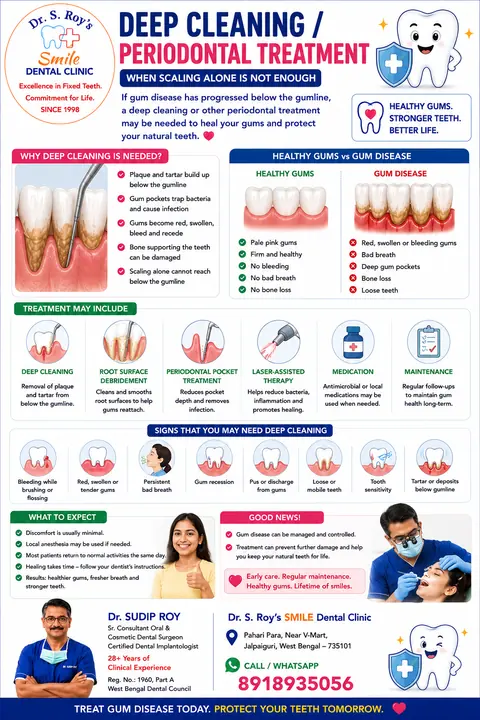 Dr. S. Roy's
Smile
DENTAL CLINIC
Excellence in Fixed Teeth.
Commitment for Life.
SINCE 1998
DEEP CLEANING /
PERIODONTAL TREATMENT
WHEN SCALING ALONE IS NOT ENOUGH
If gum disease has progressed below the gumline,
a deep cleaning or other periodontal treatment
may be needed to heal your gums and protect
your natural teeth.
HEALTHY GUMS.
STRONGER TEETH.
BETTER LIFE.
WHY DEEP CLEANING IS NEEDED?
Plaque and tartar build up
below the gumline
Gum pockets trap bacteria
and cause infection
Gums become red, swollen,
bleed and recede
Bone supporting the teeth
can be damaged
Scaling alone cannot reach
below the gumline
HEALTHY GUMS vs GUM DISEASE
HEALTHY GUMS
Pale pink gums
Firm and healthy
No bleeding
No bad breath
No bone loss
GUM DISEASE
Red, swollen or bleeding gums
Bad breath
Deep gum pockets
Bone loss
Loose teeth
TREATMENT MAY INCLUDE
DEEP CLEANING
Removal of plaque
and tartar from
below the gumline.
ROOT SURFACE
DEBRIDEMENT
Cleans and smooths
root surfaces to help
gums reattach.
PERIODONTAL POCKET
TREATMENT
Reduces pocket
depth and removes
infection.
LASER-ASSISTED
THERAPY
Helps reduce bacteria,
inflammation and
promotes healing.
MEDICATION
Antimicrobial or local
medications may be
used when needed.
MAINTENANCE
Regular follow-ups
to maintain gum
health long-term.
SIGNS THAT YOU MAY NEED DEEP CLEANING
Bleeding while
brushing or
flossing
Red, swollen or
tender gums
Persistent
bad breath
Gum recession
Pus or discharge
from gums
Loose or
mobile teeth
Tooth
sensitivity
Tartar or deposits
below gumline
WHAT TO EXPECT
Discomfort is usually minimal.
Local anesthesia may be used if needed.
Most patients return to normal activities the same day.
Healing takes time – follow your dentist's instructions.
Results: healthier gums, fresher breath and
stronger teeth.
GOOD NEWS!
Gum disease can be managed and controlled.
Treatment can prevent further damage and help
you keep your natural teeth for life.
Early care. Regular maintenance.
Healthy gums. Lifetime of smiles.
Dr. SUDIP ROY
Sr. Consultant Oral &
Cosmetic Dental Surgeon
Certified Dental Implantologist
28+ Years of
Clinical Experience
Reg. No.: 1960, Part A
West Bengal Dental Council
Dr. S. Roy's SMILE Dental Clinic
Pahari Para, Near V-Mart,
Jalpaiguri, West Bengal – 735101
CALL / WHATSAPP
8918935056
TREAT GUM DISEASE TODAY. PROTECT YOUR TEETH TOMORROW.